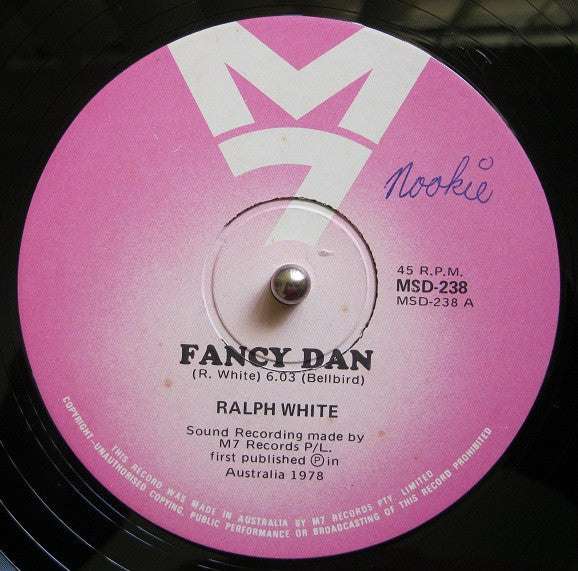 M
7
Nookie
45 R.P.M.
MSD-238
MSD-238 A
FANCY DAN
(R. White) 6.03 (Bellbird)
RALPH WHITE
Sound Recording made by
M7 Records P/L.
first published Ⓟ in
Australia 1978
THIS RECORD WAS MADE IN AUSTRALIA BY M7 RECORDS PTY. LIMITED
COPYRIGHT-UNAUTHORISED COPYING, PUBLIC PERFORMANCE OR BROADCASTING OF THIS RECORD PROHIBITED